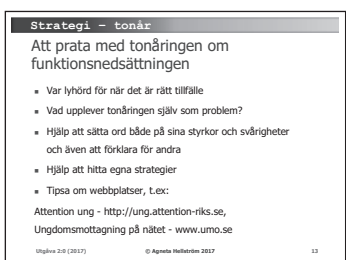 Strategi – tonår
Att prata med tonåringen om
funktionsnedsättningen
▪ Var lyhörd för när det är rätt tillfälle
▪ Vad upplever tonåringen själv som problem?
▪ Hjälp att sätta ord både på sina styrkor och svårigheter
och även att förklara för andra
▪ Hjälp att hitta egna strategier
▪ Tipsa om webbplatser, t.ex:
Attention ung - http://ung.attention-riks.se,
Ungdomsmottagning på nätet - www.umo.se
Utgåva 2:0 (2017) © Agneta Hellström 2017 13